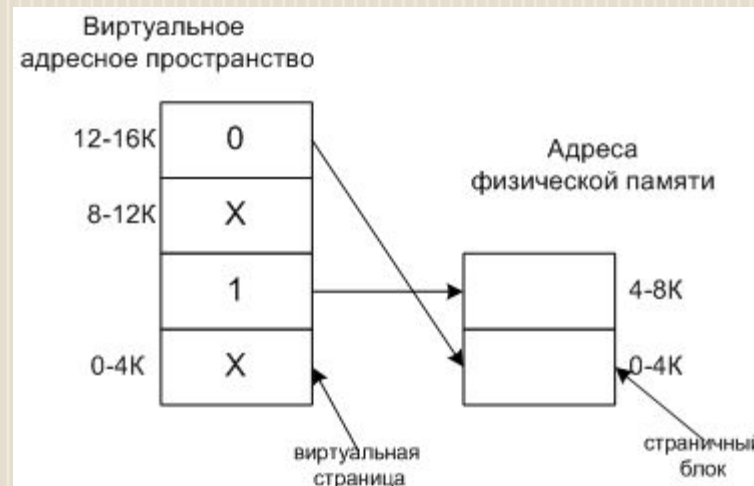 Виртуальное
адресное пространство
12-16К
0
8-12К
X
1
0-4К
X
Адреса
физической памяти
4-8К
0-4К
виртуальная
страница
страничный
блок